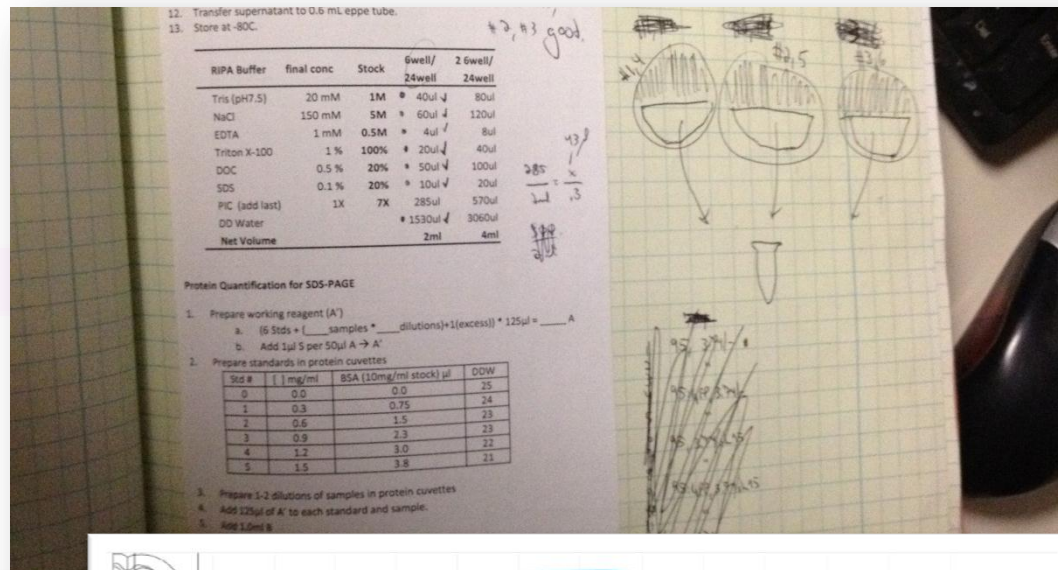 12. Transfer supernatant to 0.6 mL eppe tube.
13. Store at -80C.
#2, #3 good.
RIPA Buffer final conc Stock 6well/ 24well 2 6well/ 24well
Tris (pH7.5) 20 mM 1M 40ul 80ul
NaCl 150 mM 5M 60ul 120ul
EDTA 1 mM 0.5M 4ul 8ul
Triton X-100 1 % 100% 20ul 40ul
DOC 0.5 % 20% 50ul 100ul
SDS 0.1 % 20% 10ul 20ul
PIC (add last) 1X 7X 285ul 570ul
DD Water 1530ul 3060ul
Net Volume 2ml 4ml
285 = x
2ml .3
#1,4
#2,5
#3,6
Protein Quantification for SDS-PAGE
1. Prepare working reagent (A')
a. (6 Stds + (____samples *____dilutions)+1(excess)) * 125µl = _____A
b. Add 1µl S per 50µl A → A'
2. Prepare standards in protein cuvettes
Std # [ ] mg/ml BSA (10mg/ml stock) µl DDW
0 0.0 0.0 25
1 0.3 0.75 24
2 0.6 1.5 23
3 0.9 2.3 23
4 1.2 3.0 22
5 1.5 3.8 21
3. Prepare 1-2 dilutions of samples in protein cuvettes
4. Add 125µl of A' to each standard and sample.
5. Add 1.0ml B